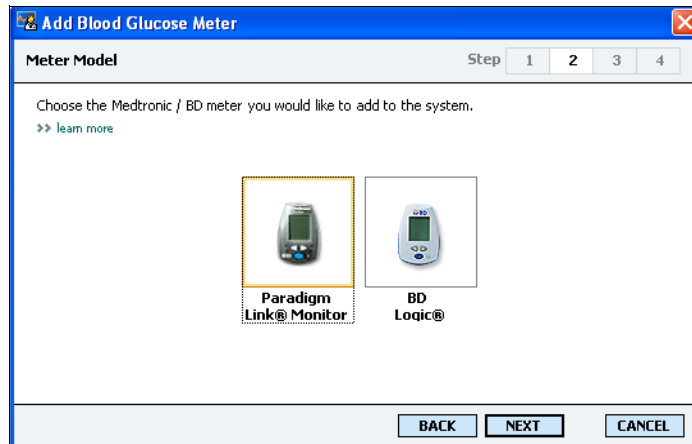 Add Blood Glucose Meter
Meter Model
Step 1 2 3 4
Choose the Medtronic / BD meter you would like to add to the system.
>> learn more
BD
Paradigm
Link® Monitor
BD
Logic®
BACK NEXT CANCEL